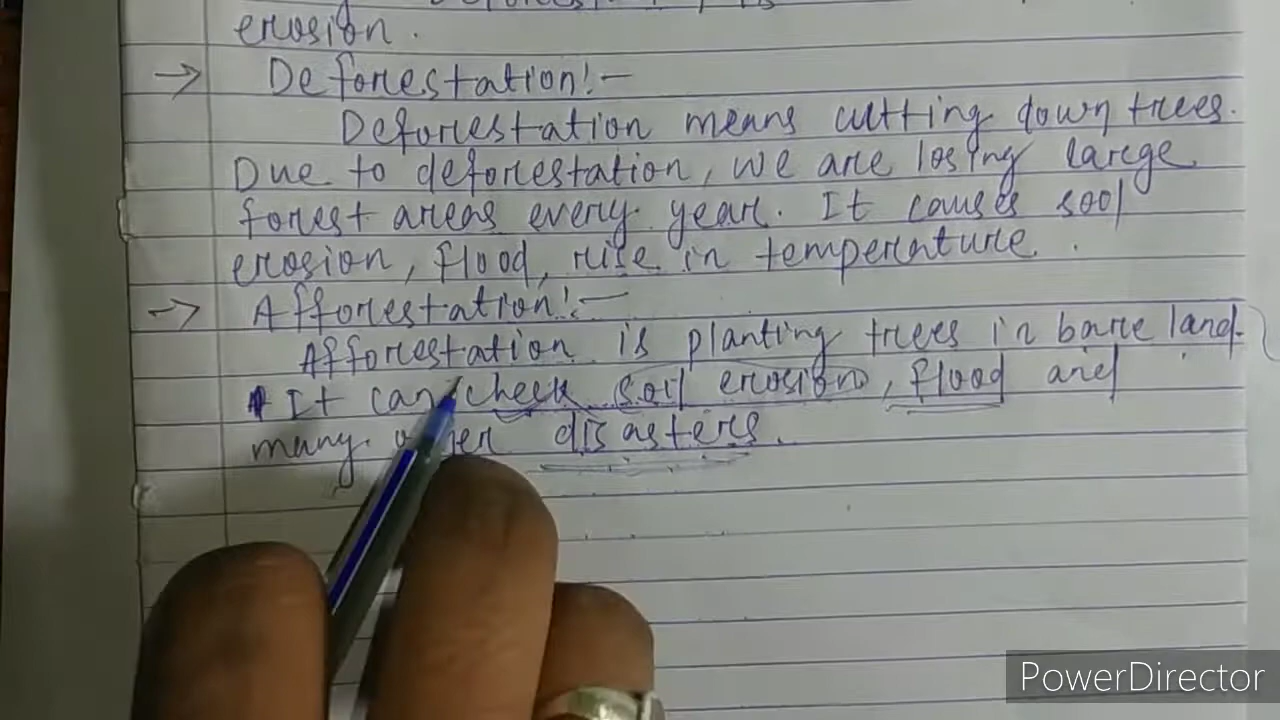 erosion.
→ Deforestation:-
Deforestation means cutting down trees.
Due to deforestation, we are losing large
forest areas every year. It causes soil
erosion, flood, rise in temperature.
→ Afforestation:-
Afforestation is planting trees in bare land.
It can check soil erosion, flood and
many disasters.
PowerDirector